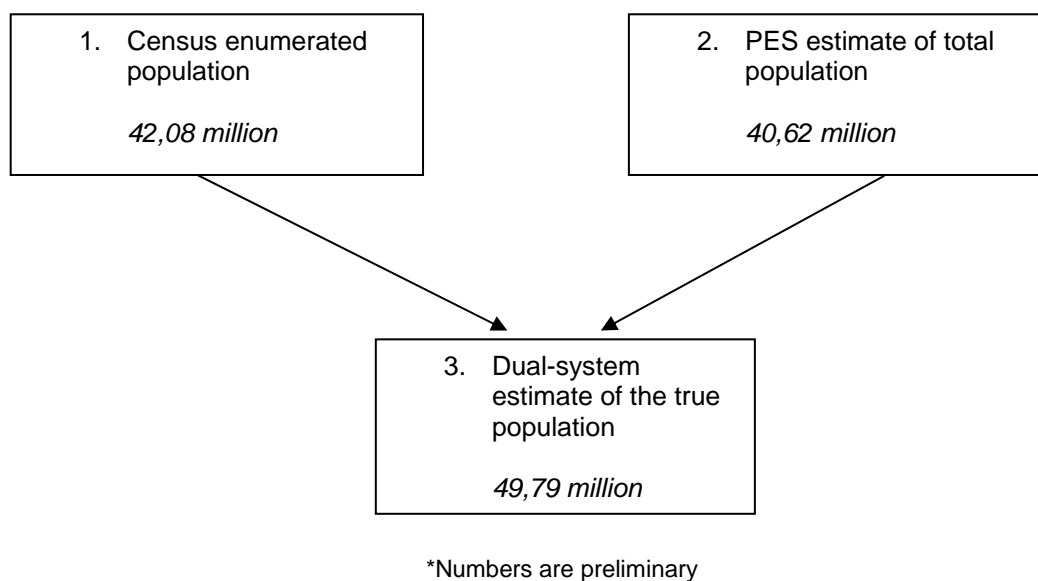 1. Census enumerated
population
42,08 million
2. PES estimate of total
population
40,62 million
3. Dual-system
estimate of the true
population
49,79 million
*Numbers are preliminary